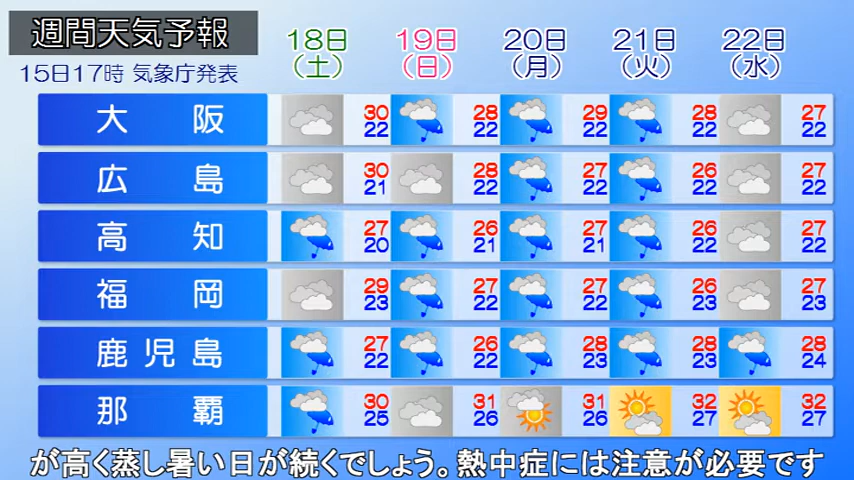 週間天気予報
15日17時 気象庁発表
18日 19日 20日 21日 22日
(土) (日) (月) (火) (水)
大阪 30 28 29 28 27
22 22 22 22 22
広島 30 28 27 26 27
21 22 22 22 22
高知 27 26 27 26 27
20 21 21 22 22
福岡 29 27 27 26 27
23 22 22 23 23
鹿児島 27 26 28 28 28
22 22 23 23 24
那覇 30 31 31 32 32
25 26 26 27 27
が高く蒸し暑い日が続くでしょう。熱中症には注意が必要です